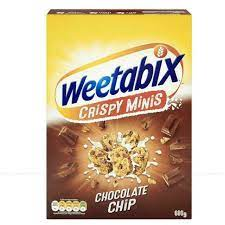 Weetabix
CRISPY MINIS
CHOCOLATE
CHIP
600g